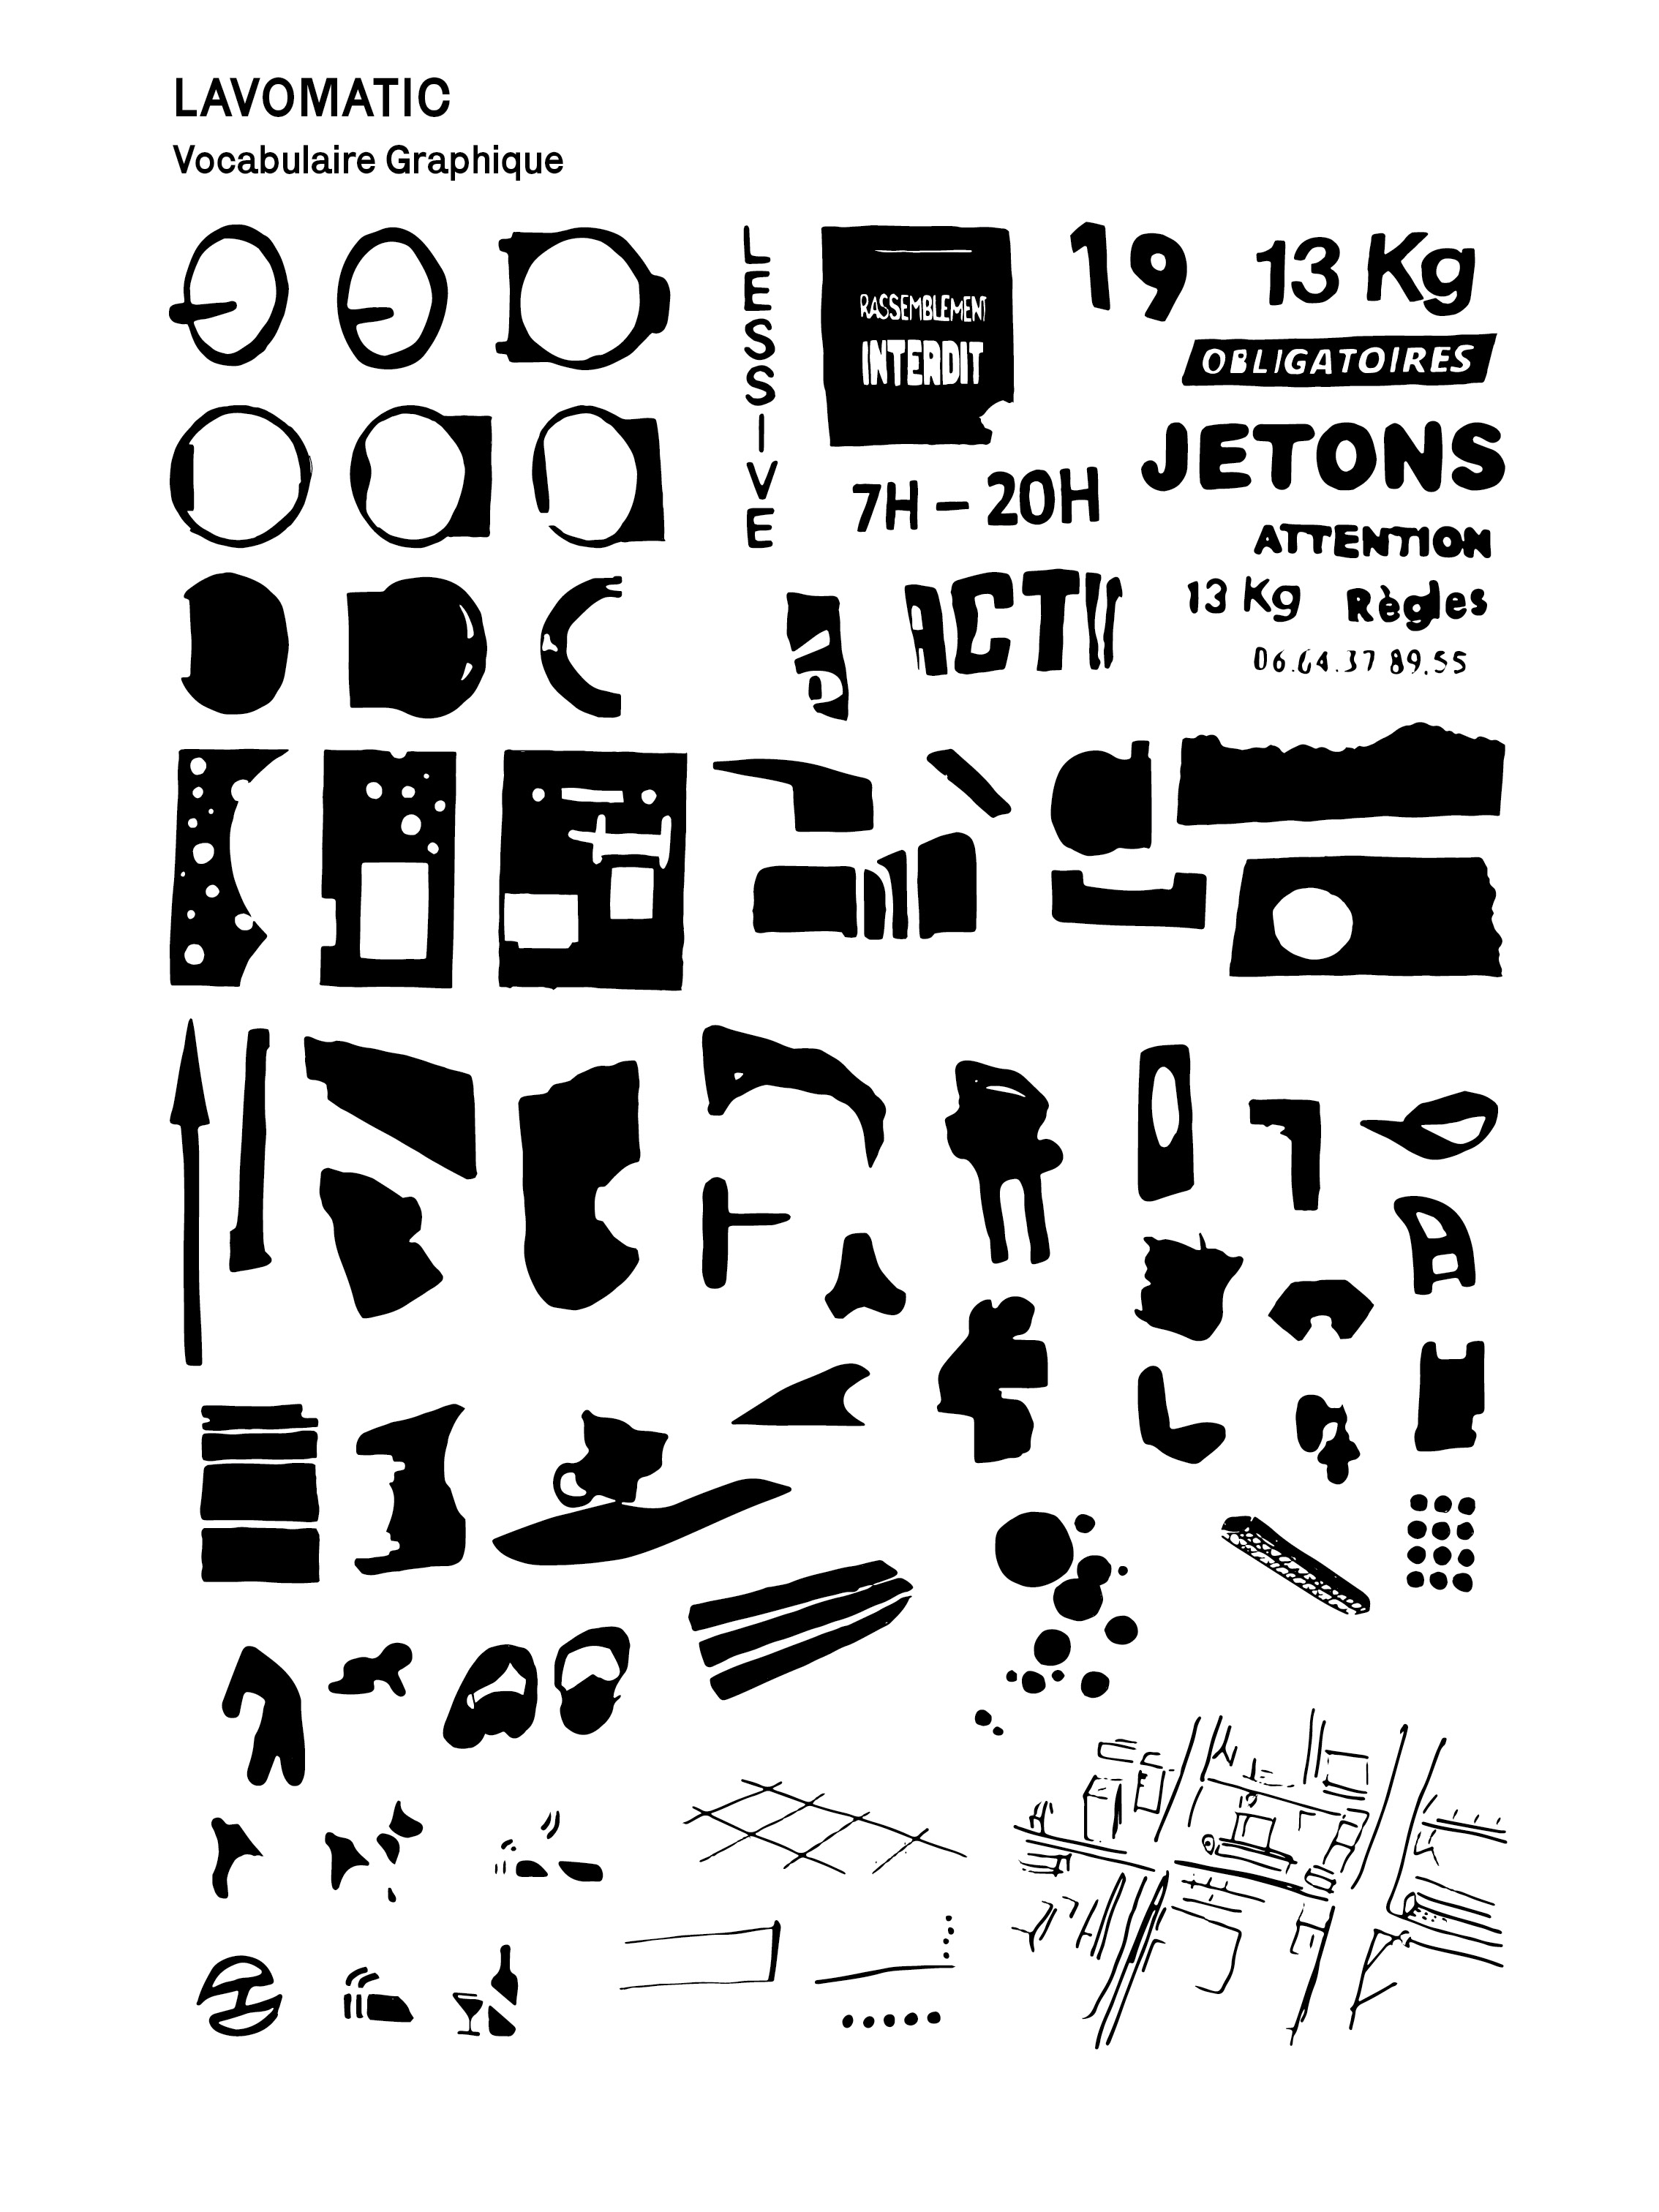 LAVOMATIC
Vocabulaire Graphique
LESSIVE
RASSEMBLEMENT
INTERDIT
19
13 Kg
OBLIGATOIRES
JETONS
7H – 20H
ATTENTION
ACTI
13 Kg
Règles
06.04.37 89.55